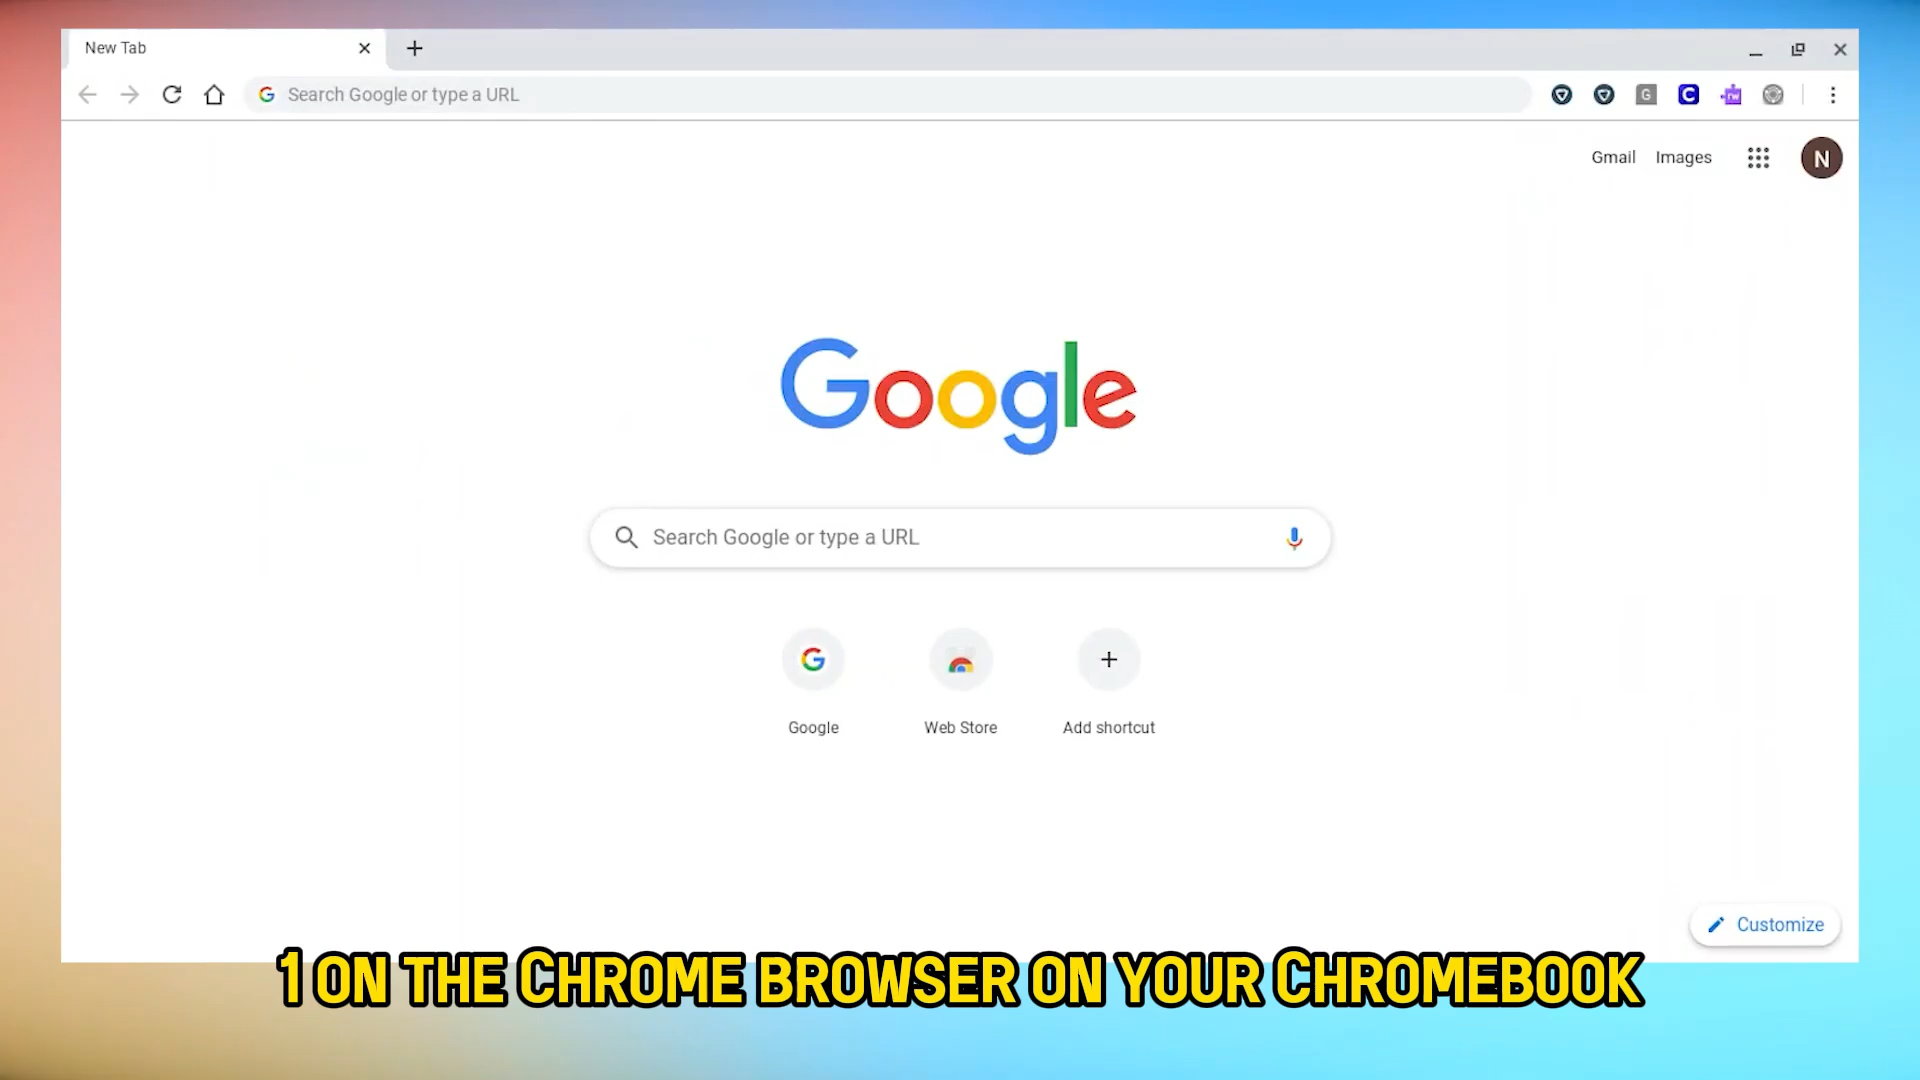 New Tab
Search Google or type a URL
G
C
rw
Gmail Images
N
Google
Search Google or type a URL
Google Web Store Add shortcut
Customize
1 ON THE CHROME BROWSER ON YOUR CHROMEBOOK